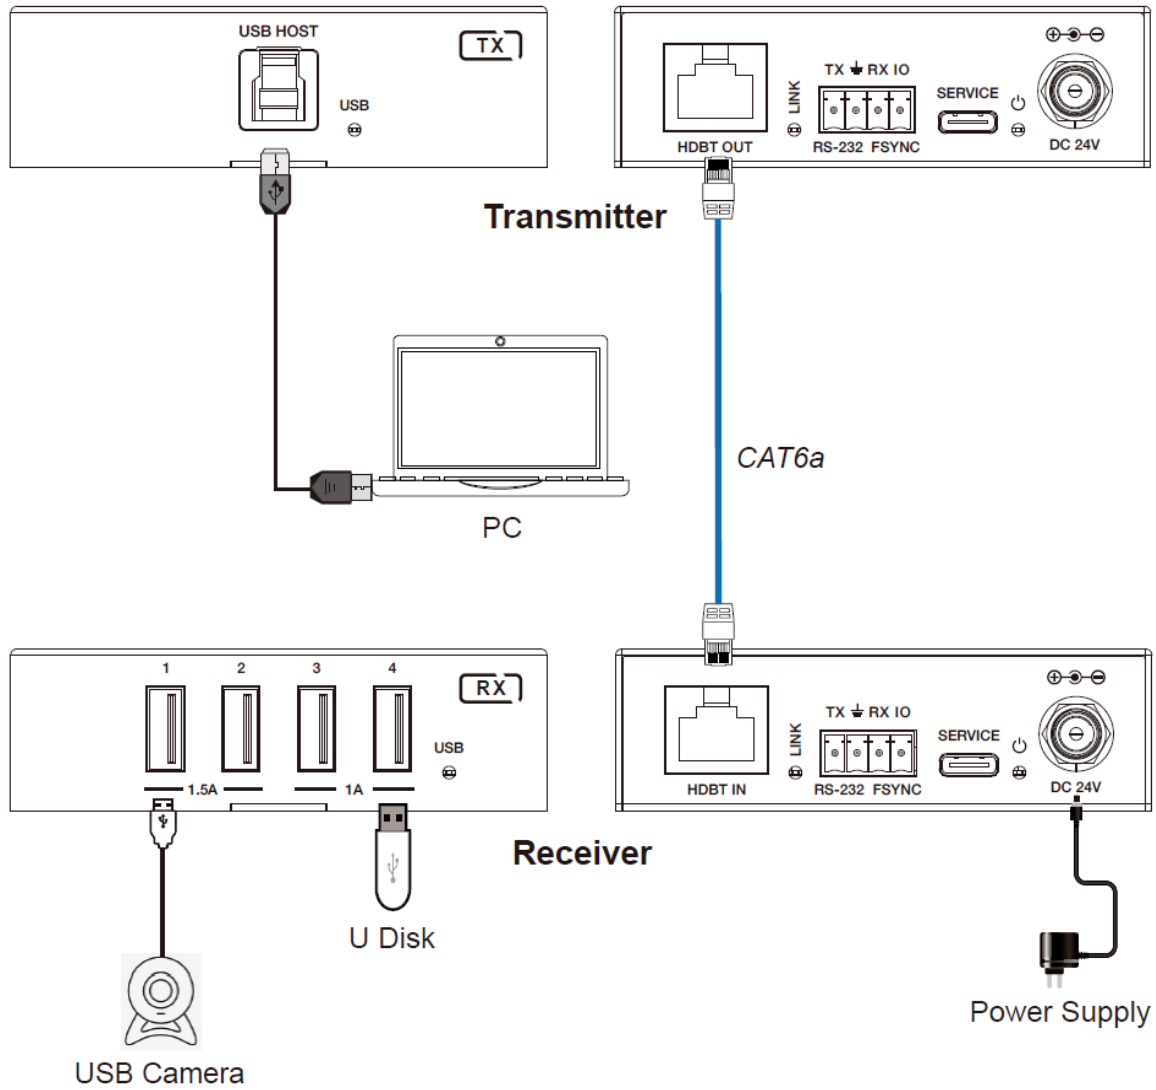 USB HOST
TX
USB
LINK
TX RX IO
SERVICE
HDBT OUT
RS-232 FSYNC
DC 24V
Transmitter
CAT6a
PC
1 2 3 4
RX
USB
1.5A
1A
LINK
TX RX IO
SERVICE
HDBT IN
RS-232 FSYNC
DC 24V
Receiver
U Disk
Power Supply
USB Camera